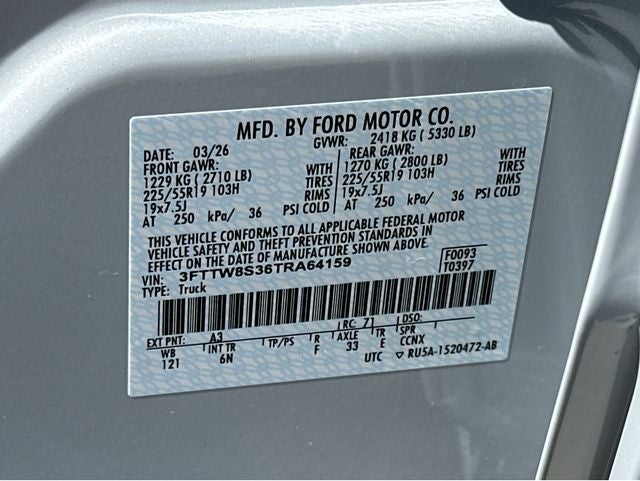 MFD. BY FORD MOTOR CO.
DATE: 03/26 GVWR: 2418 KG ( 5330 LB)
FRONT GAWR: REAR GAWR:
1229 KG ( 2710 LB) WITH 1270 KG ( 2800 LB) WITH
225/55R19 103H TIRES 225/55R19 103H TIRES
19x7.5J RIMS 19x7.5J RIMS
AT 250 kPa/ 36 PSI COLD AT 250 kPa/ 36 PSI COLD
THIS VEHICLE CONFORMS TO ALL APPLICABLE FEDERAL MOTOR
VEHICLE SAFETY AND THEFT PREVENTION STANDARDS IN
EFFECT ON THE DATE OF MANUFACTURE SHOWN ABOVE.
VIN: 3FTTW8S36TRA64159 F0093
TYPE: Truck T0397
EXT PNT: A3 RC: 71 DSO:
WB INT TR TP/PS R AXLE TR SPR
121 6N F 33 E CCNX
UTC ▽ RU5A-1520472-AB